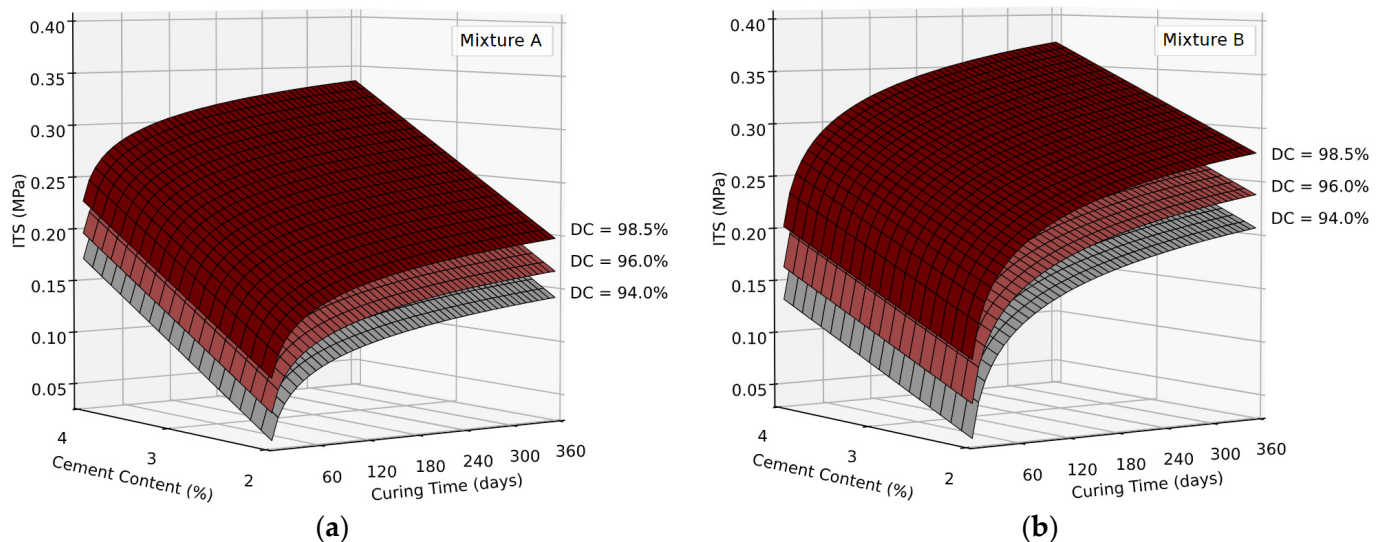 Mixture A
0.40
0.35
0.30
0.25
0.20
0.15
0.10
0.05
ITS (MPa)
DC = 98.5%
DC = 96.0%
DC = 94.0%
4
3
2
Cement Content (%)
60
120
180
240
300
360
Curing Time (days)
(a)
Mixture B
0.40
0.35
0.30
0.25
0.20
0.15
0.10
0.05
ITS (MPa)
DC = 98.5%
DC = 96.0%
DC = 94.0%
4
3
2
Cement Content (%)
60
120
180
240
300
360
Curing Time (days)
(b)